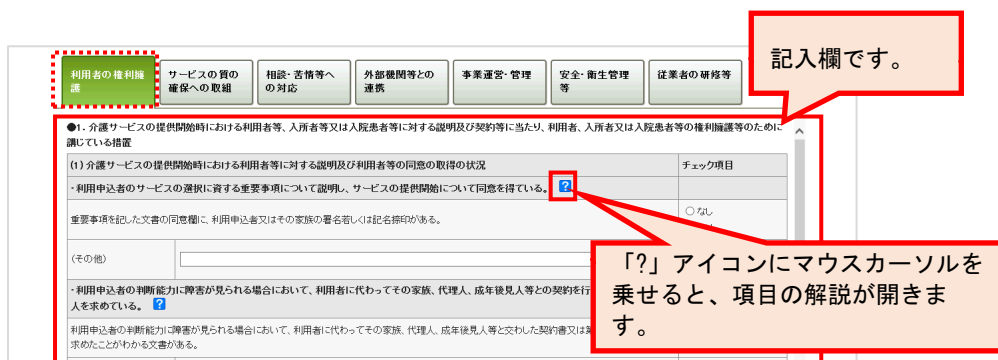 記入欄です。
利用者の権利擁
護
サービスの質の
確保への取組
相談・苦情等へ
の対応
外部機関等との
連携
事業運営・管理
安全・衛生管理
等
従業者の研修等
●1. 介護サービスの提供開始時における利用者等、入所者等又は入院患者等に対する説明及び契約等に当たり、利用者、入所者又は入院患者等の権利擁護等のために
講じている措置
(1) 介護サービスの提供開始時における利用者等に対する説明及び利用者等の同意の取得の状況
チェック項目
・利用申込者のサービスの選択に資する重要事項について説明し、サービスの提供開始について同意を得ている。 ?
重要事項を記した文書の同意欄に、利用申込者又はその家族の署名若しくは記名捺印がある。
○なし
(その他)
「?」アイコンにマウスカーソルを
乗せると、項目の解説が開きま
す。
・利用申込者の判断能力に障害が見られる場合において、利用者に代わってその家族、代理人、成年後見人等との契約を行
人を求めている。 ?
利用申込者の判断能力に障害が見られる場合において、利用者に代わってその家族、代理人、成年後見人等と交わした契約書又は
求めたことがわかる文書がある。